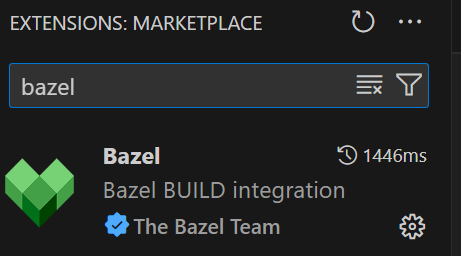 EXTENSIONS: MARKETPLACE
bazel
Bazel 1446ms
Bazel BUILD integration
The Bazel Team